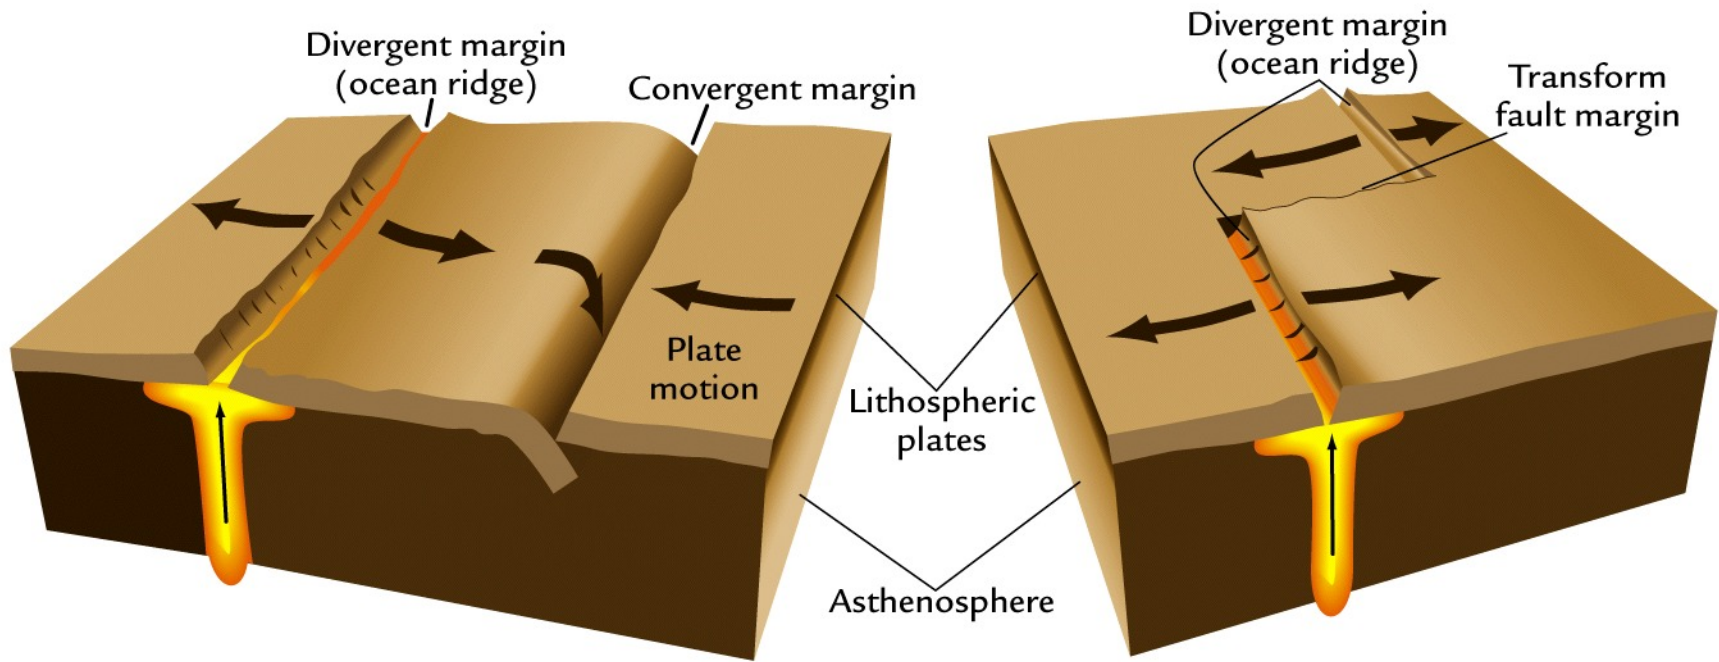 Divergent margin
(ocean ridge)
Convergent margin
Plate
motion
Lithospheric
plates
Asthenosphere
Divergent margin
(ocean ridge)
Transform
fault margin